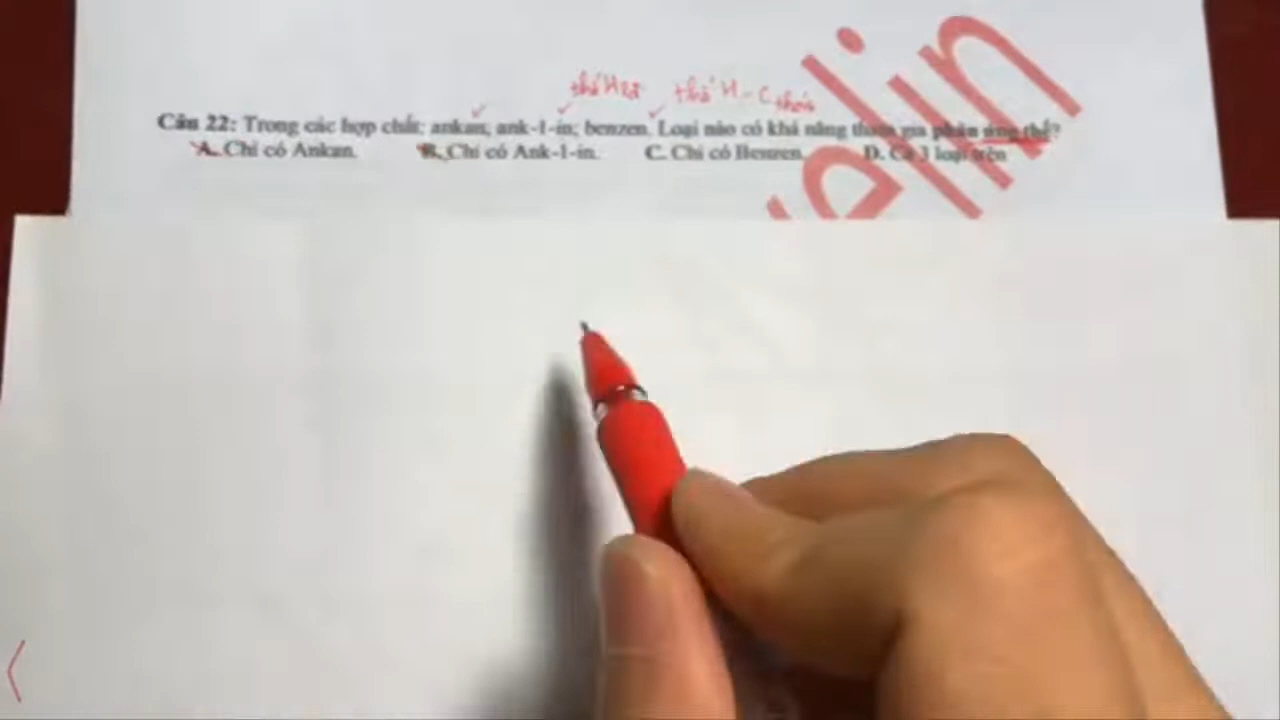 thế H thế H - C thơm
Câu 22: Trong các hợp chất: ankan; ank-1-in; benzen. Loại nào có khả năng tham gia phản ứng thế?
A. Chỉ có Ankan. B. Chỉ có Ank-1-in. C. Chỉ có Benzen. D. Cả 3 loại trên